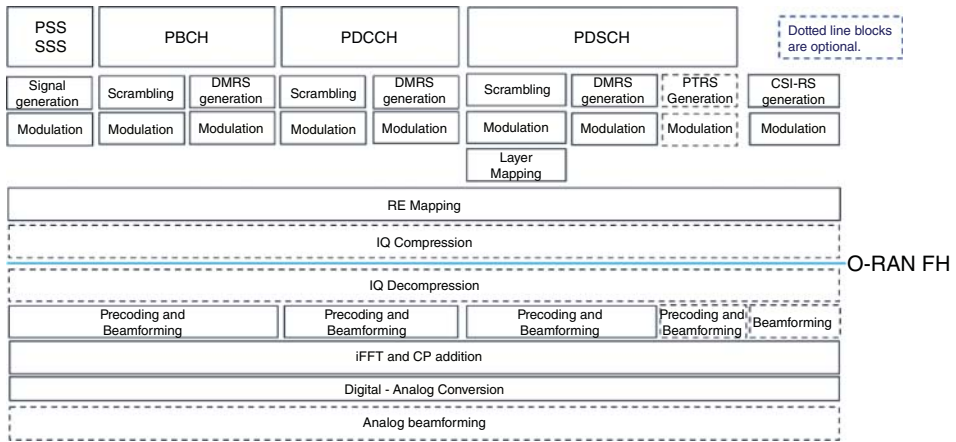 PSS
SSS
PBCH
PDCCH
PDSCH
Dotted line blocks
are optional.
Signal
generation
Scrambling
DMRS
generation
Scrambling
DMRS
generation
Scrambling
DMRS
generation
PTRS
Generation
CSI-RS
generation
Modulation
Modulation
Modulation
Modulation
Modulation
Modulation
Modulation
Modulation
Modulation
Layer
Mapping
RE Mapping
IQ Compression
O-RAN FH
IQ Decompression
Precoding and
Beamforming
Precoding and
Beamforming
Precoding and
Beamforming
Precoding and
Beamforming
Beamforming
iFFT and CP addition
Digital - Analog Conversion
Analog beamforming